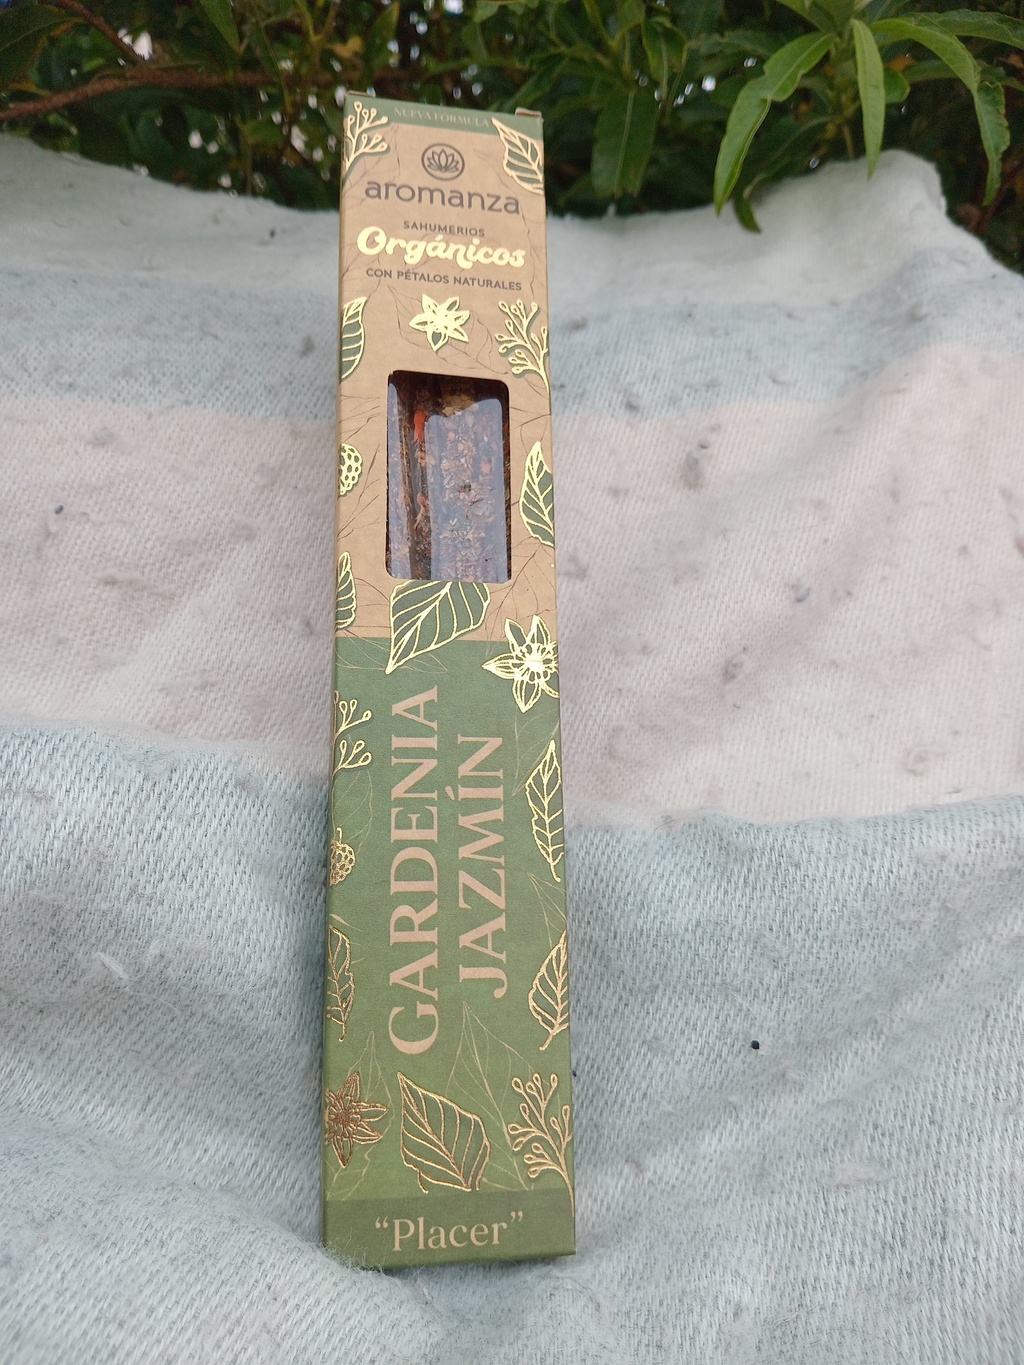 NUEVA FORMULA
aromanza
SAHUMERIOS
Orgánicos
CON PÉTALOS NATURALES
GARDENIA
JAZMÍN
“Placer”